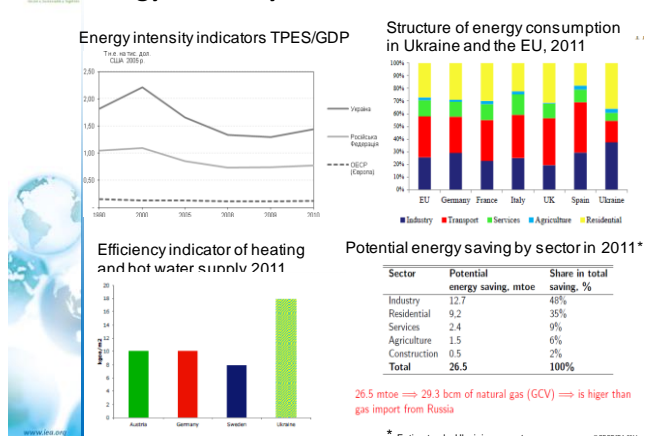 Energy intensity indicators TPES/GDP
Т н.е. на тис. дол.
США 2005 р.
2,50
2,00
1,50
1,00
0,50
1990
2000
2005
2008
2009
2010
Україна
Російська
Федерація
ОЕСР
(Європа)
Structure of energy consumption
in Ukraine and the EU, 2011
100%
90%
80%
70%
60%
50%
40%
30%
20%
10%
0%
EU Germany France Italy UK Spain Ukraine
Industry Transport Services Agriculture Residential
Efficiency indicator of heating
and hot water supply 2011
kgoe/m2
20
18
16
14
12
10
8
6
4
2
0
Austria Germany Sweden Ukraine
Potential energy saving by sector in 2011*
Sector Potential Share in total
energy saving, mtoe saving, %
Industry 12.7 48%
Residential 9,2 35%
Services 2.4 9%
Agriculture 1.5 6%
Construction 0.5 2%
Total 26.5 100%
26.5 mtoe ⟹ 29.3 bcm of natural gas (GCV) ⟹ is higer than
gas import from Russia
www.iea.org